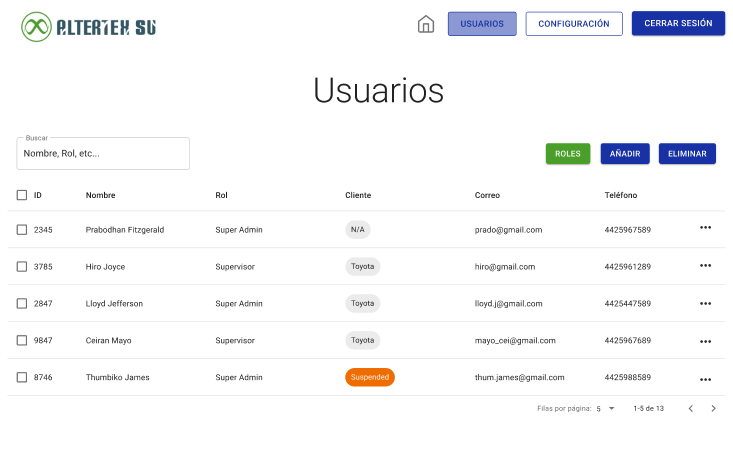 ALTERTEX SU
USUARIOS
CONFIGURACIÓN
CERRAR SESIÓN
Usuarios
Buscar
Nombre, Rol, etc...
ROLES
AÑADIR
ELIMINAR
ID Nombre Rol Cliente Correo Teléfono
2345 Prabodhan Fitzgerald Super Admin N/A prado@gmail.com 4425967589
3785 Hiro Joyce Supervisor Toyota hiro@gmail.com 4425961289
2847 Lloyd Jefferson Super Admin Toyota lloyd.j@gmail.com 4425447589
9847 Ceiran Mayo Supervisor Toyota mayo_cei@gmail.com 4425967689
8746 Thumbiko James Super Admin Suspended thum.james@gmail.com 4425988589
Filas por página: 5 1-5 de 13